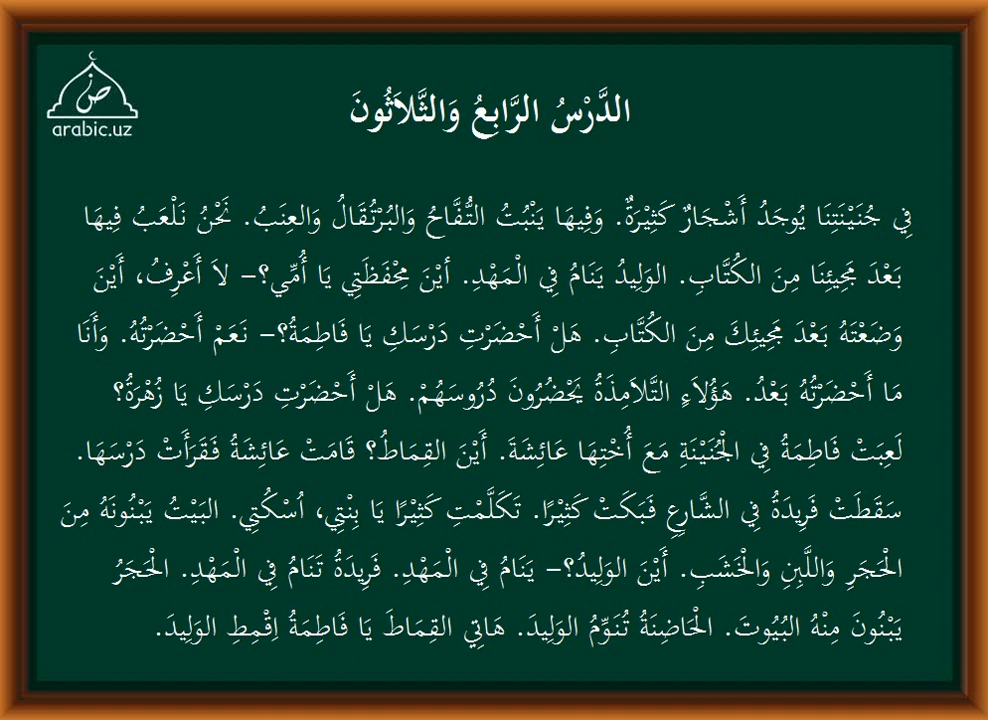 arabic.uz
الدَّرْسُ الرَّابِعُ وَالثَّلاَثُونَ
فِي جُنَيْنَتِنَا يُوجَدُ أَشْجَارٌ كَثِيْرَةٌ. وَفِيهَا يَنْبُتُ التُّفَّاحُ وَالبُرْتُقَالُ وَالعِنَبُ. نَحْنُ نَلْعَبُ فِيهَا
بَعْدَ مَجِيئِنَا مِنَ الكُتَّابِ. الوَلِيدُ يَنَامُ فِي الْمَهْدِ. أيْنَ مِحْفَظَتِي يَا أُمِّي؟– لاَ أَعْرِفُ، أَيْنَ
وَضَعْتَهُ بَعْدَ مَجِيئِكَ مِنَ الكُتَّابِ. هَلْ أَحْضَرْتِ دَرْسَكِ يَا فَاطِمَةُ؟– نَعَمْ أَحْضَرْتُهُ. وَأَنَا
مَا أَحْضَرْتُهُ بَعْدُ. هَؤُلاَءِ التَّلاَمِذَةُ يَحْضُرُونَ دُرُوسَهُمْ. هَلْ أَحْضَرْتِ دَرْسَكِ يَا زُهْرَةُ؟
لَعِبَتْ فَاطِمَةُ فِي الْجُنَيْنَةِ مَعَ أُخْتِهَا عَائِشَةَ. أَيْنَ القِمَاطُ؟ قَامَتْ عَائِشَةُ فَقَرَأَتْ دَرْسَهَا.
سَقَطَتْ فَرِيدَةُ فِي الشَّارِعِ فَبَكَتْ كَثِيْرًا. تَكَلَّمْتِ كَثِيْرًا يَا بِنْتِي، اُسْكُتِي. البَيْتُ يَبْنُونَهُ مِنَ
الْحَجَرِ وَاللَّبِنِ وَالْخَشَبِ. أَيْنَ الوَلِيدُ؟– يَنَامُ فِي الْمَهْدِ. فَرِيدَةُ تَنَامُ فِي الْمَهْدِ. الْحَجَرُ
يَبْنُونَ مِنْهُ البُيُوتَ. الْحَاضِنَةُ تُنَوِّمُ الوَلِيدَ. هَاتِي القِمَاطَ يَا فَاطِمَةُ اِقْمِطِ الوَلِيدَ.